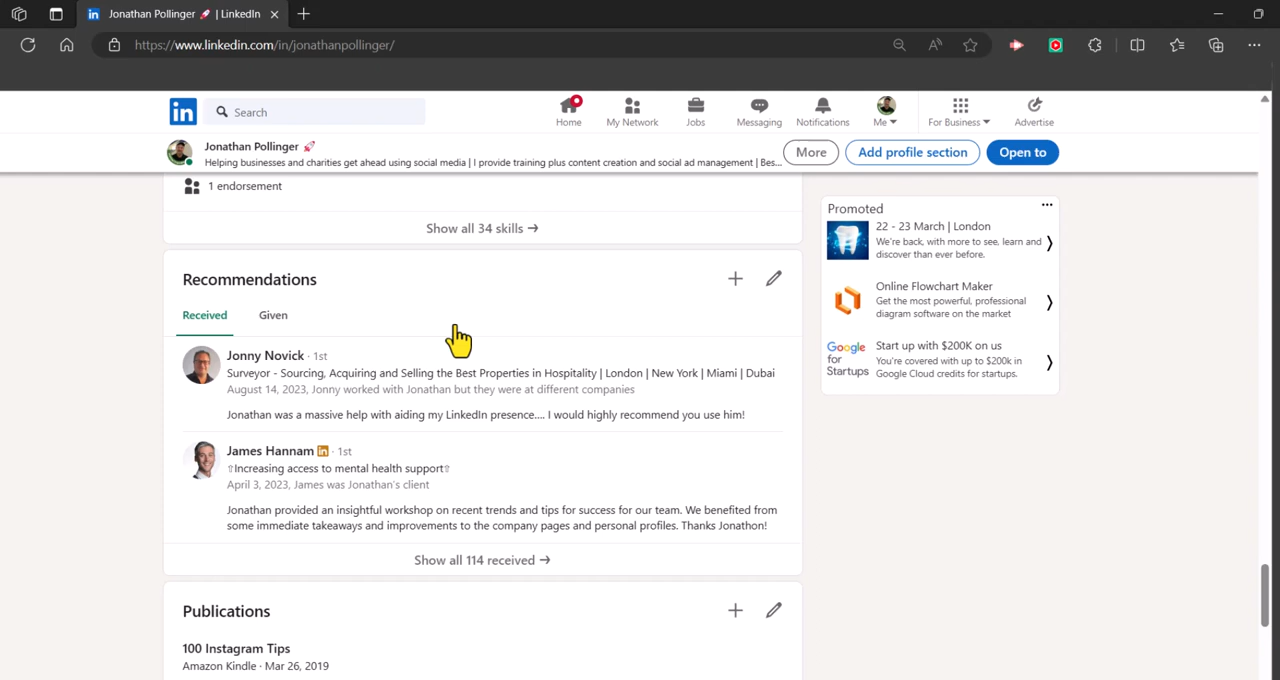 Jonathan Pollinger 🚀 | LinkedIn
https://www.linkedin.com/in/jonathanpollinger/
Search
Home
My Network
Jobs
Messaging
Notifications
Me
For Business
Advertise
Jonathan Pollinger 🚀
Helping businesses and charities get ahead using social media | I provide training plus content creation and social ad management | Bes...
More
Add profile section
Open to
1 endorsement
Show all 34 skills →
Recommendations
Received
Given
Jonny Novick · 1st
Surveyor - Sourcing, Acquiring and Selling the Best Properties in Hospitality | London | New York | Miami | Dubai
August 14, 2023, Jonny worked with Jonathan but they were at different companies
Jonathan was a massive help with aiding my LinkedIn presence.... I would highly recommend you use him!
James Hannam in · 1st
⇧Increasing access to mental health support⇧
April 3, 2023, James was Jonathan's client
Jonathan provided an insightful workshop on recent trends and tips for success for our team. We benefited from
some immediate takeaways and improvements to the company pages and personal profiles. Thanks Jonathon!
Show all 114 received →
Publications
100 Instagram Tips
Amazon Kindle · Mar 26, 2019
Promoted
22 - 23 March | London
We're back, with more to see, learn and
discover than ever before.
Online Flowchart Maker
Get the most powerful, professional
diagram software on the market
Google
for
Startups
Start up with $200K on us
You're covered with up to $200k in
Google Cloud credits for startups.